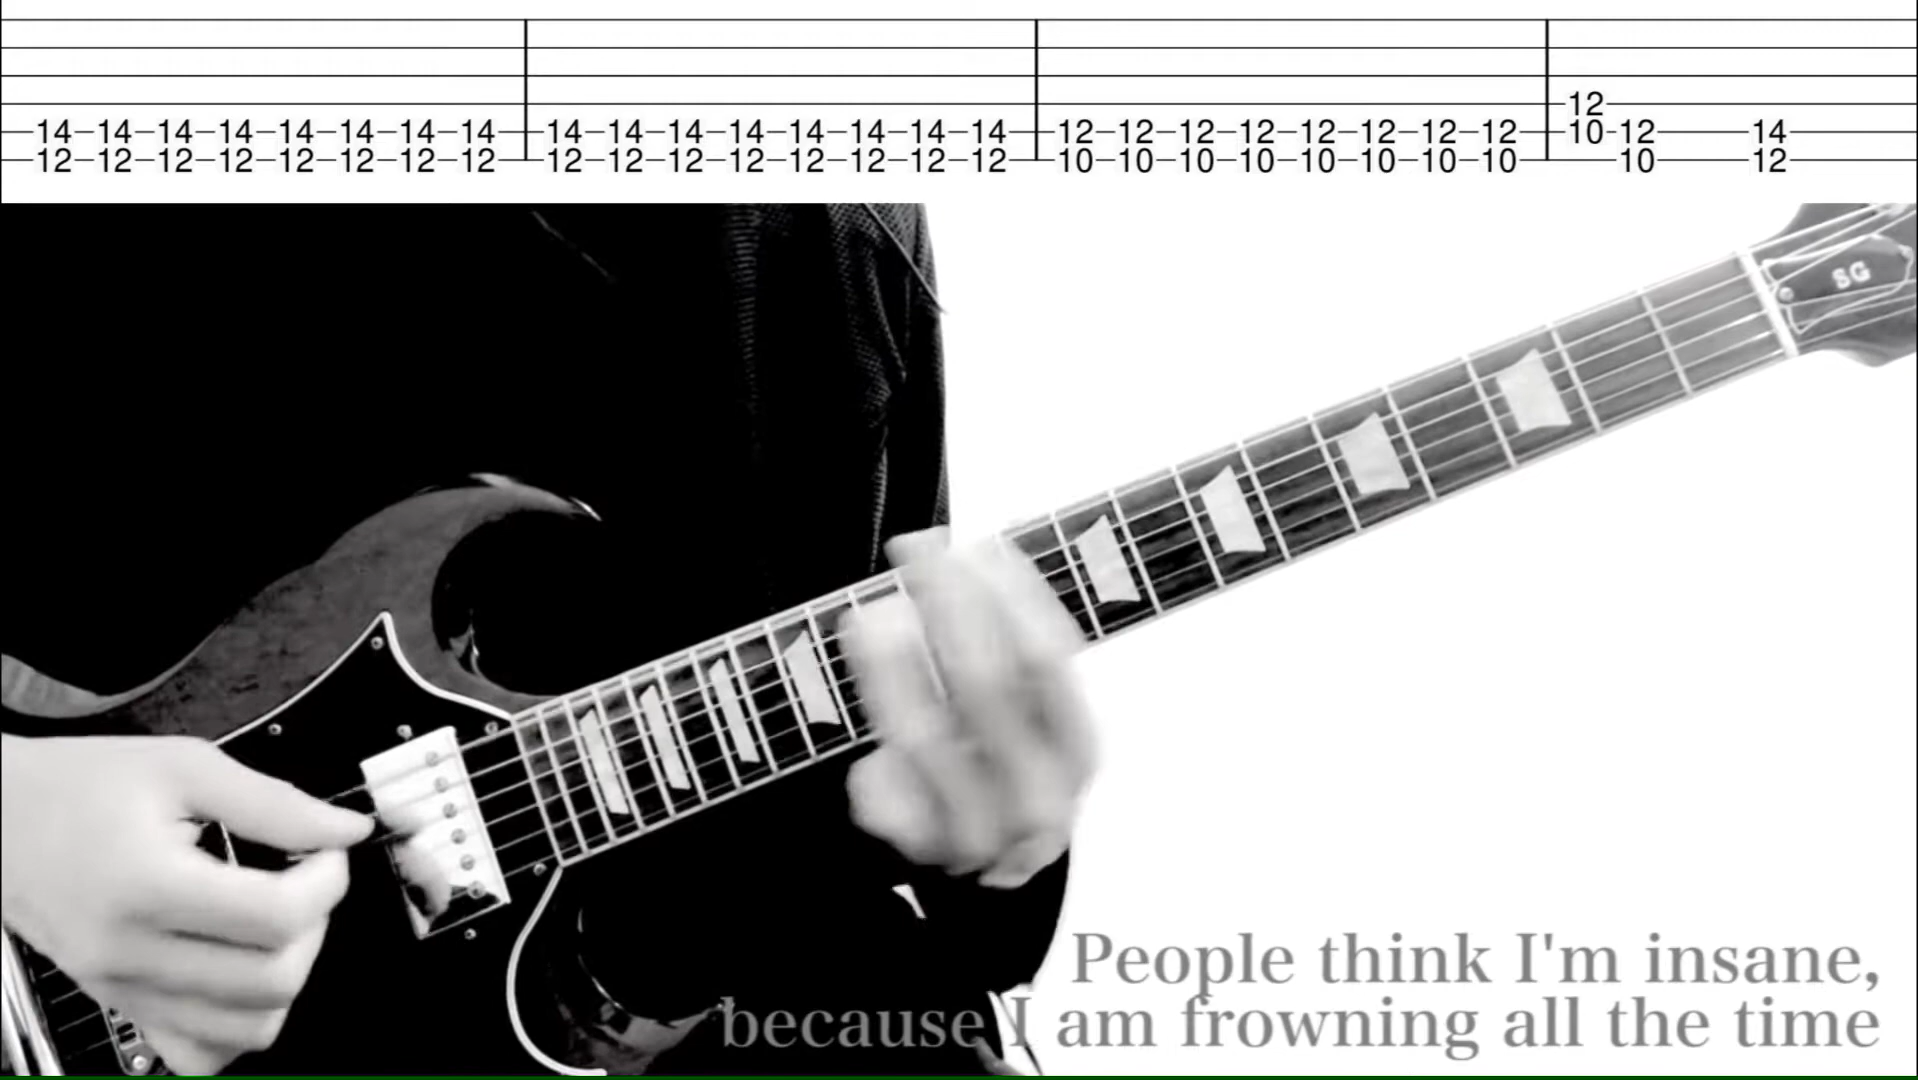 12
14 14 14 14 14 14 14 14 14 14 14 14 14 14 14 14 12 12 12 12 12 12 12 12 10 12 14
12 12 12 12 12 12 12 12 12 12 12 12 12 12 12 12 10 10 10 10 10 10 10 10 10 12
SG
People think I'm insane,
because I am frowning all the time